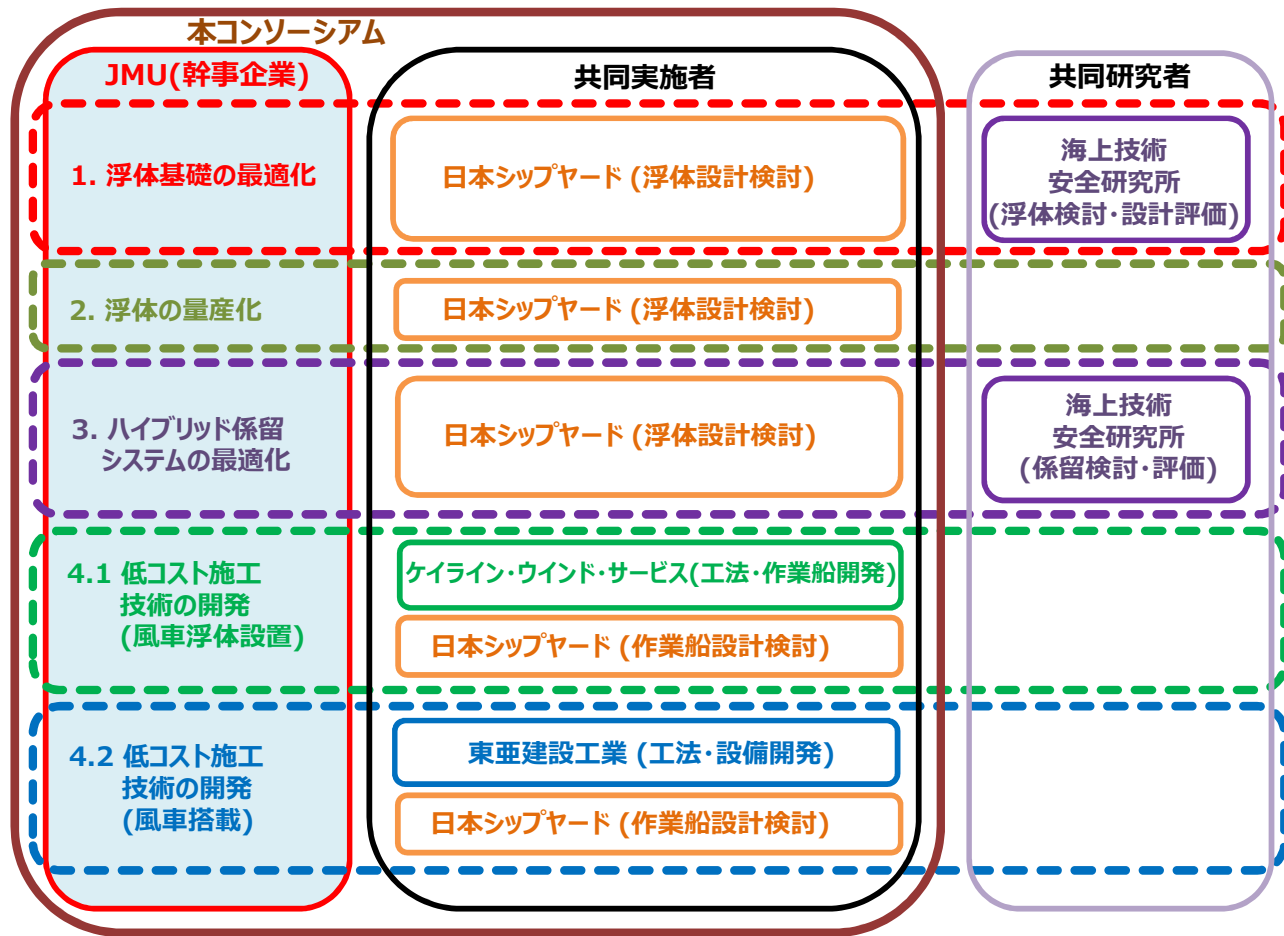 本コンソーシアム
JMU(幹事企業)
共同実施者
共同研究者
1. 浮体基礎の最適化
日本シップヤード (浮体設計検討)
海上技術
安全研究所
(浮体検討・設計評価)
2. 浮体の量産化
日本シップヤード (浮体設計検討)
3. ハイブリッド係留
システムの最適化
日本シップヤード (浮体設計検討)
海上技術
安全研究所
(係留検討・評価)
4.1 低コスト施工
技術の開発
(風車浮体設置)
ケイライン・ウインド・サービス(工法・作業船開発)
日本シップヤード (作業船設計検討)
4.2 低コスト施工
技術の開発
(風車搭載)
東亜建設工業 (工法・設備開発)
日本シップヤード (作業船設計検討)